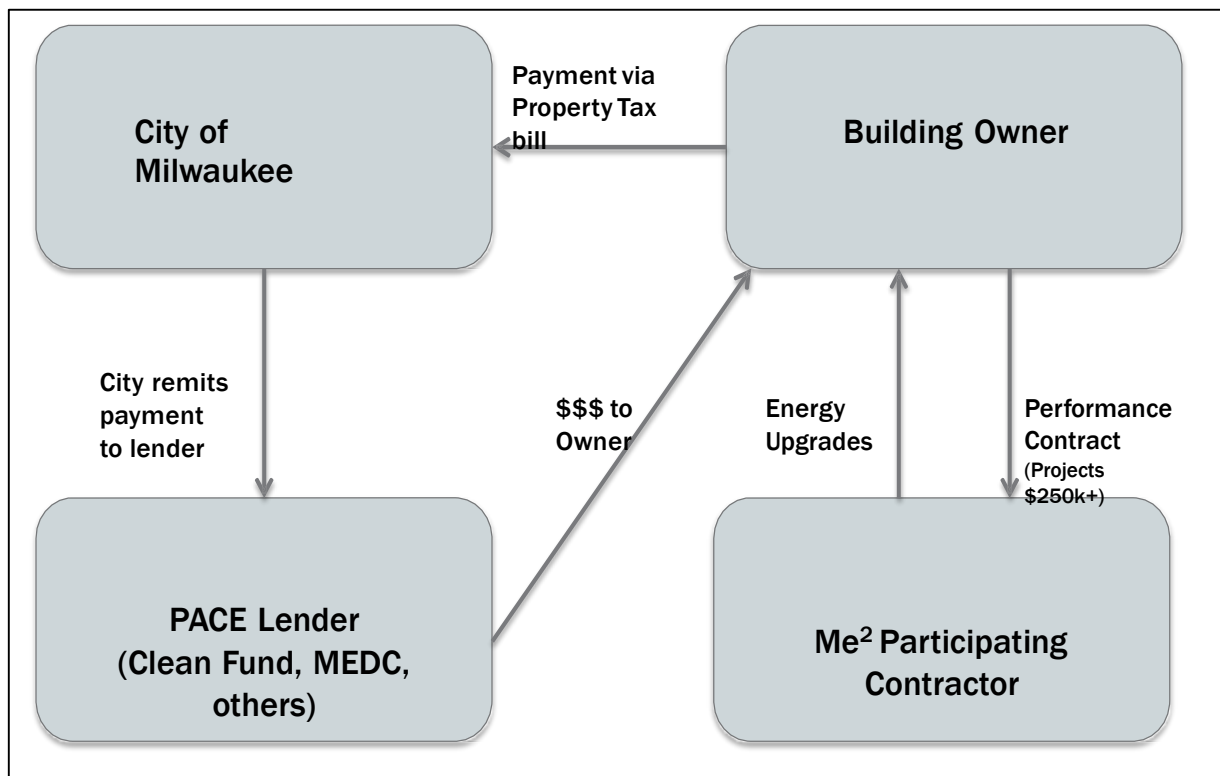 City of
Milwaukee
Payment via
Property Tax
bill
Building Owner
City remits
payment
to lender
$$$ to
Owner
Energy
Upgrades
Performance
Contract
(Projects
$250k+)
PACE Lender
(Clean Fund, MEDC,
others)
Me² Participating
Contractor